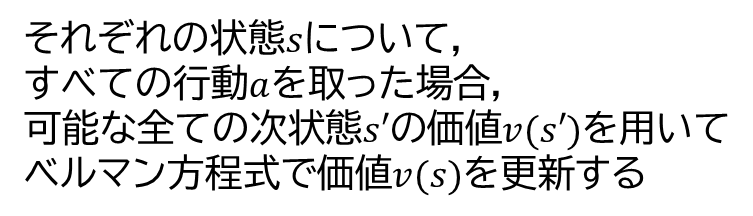 それぞれの状態sについて,
すべての行動aを取った場合,
可能な全ての次状態s′の価値v(s′)を用いて
ベルマン方程式で価値v(s)を更新する